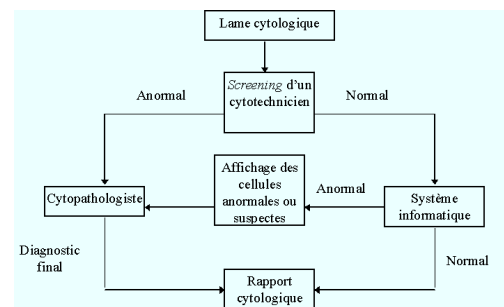 Lame cytologique
Screening d'un
cytotechnicien
Anormal
Normal
Affichage des
cellules
anormales ou
suspectes
Anormal
Cytopathologiste
Système
informatique
Diagnostic
final
Normal
Rapport
cytologique